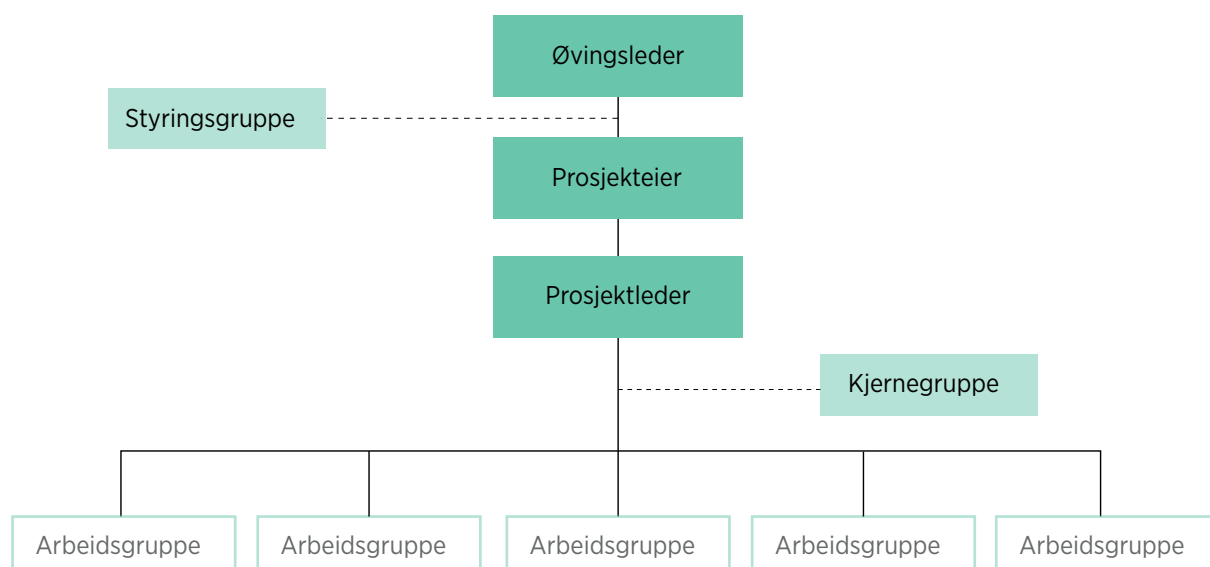 Øvingsleder
Styringsgruppe
Prosjekteier
Prosjektleder
Kjernegruppe
Arbeidsgruppe
Arbeidsgruppe
Arbeidsgruppe
Arbeidsgruppe
Arbeidsgruppe